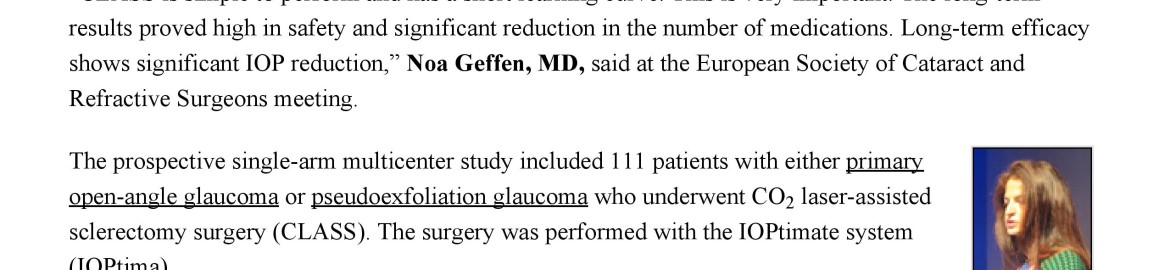 results proved high in safety and significant reduction in the number of medications. Long-term efficacy
shows significant IOP reduction,” Noa Geffen, MD, said at the European Society of Cataract and
Refractive Surgeons meeting.
The prospective single-arm multicenter study included 111 patients with either primary
open-angle glaucoma or pseudoexfoliation glaucoma who underwent CO₂ laser-assisted
sclerectomy surgery (CLASS). The surgery was performed with the IOPtimate system
(IOPtima)